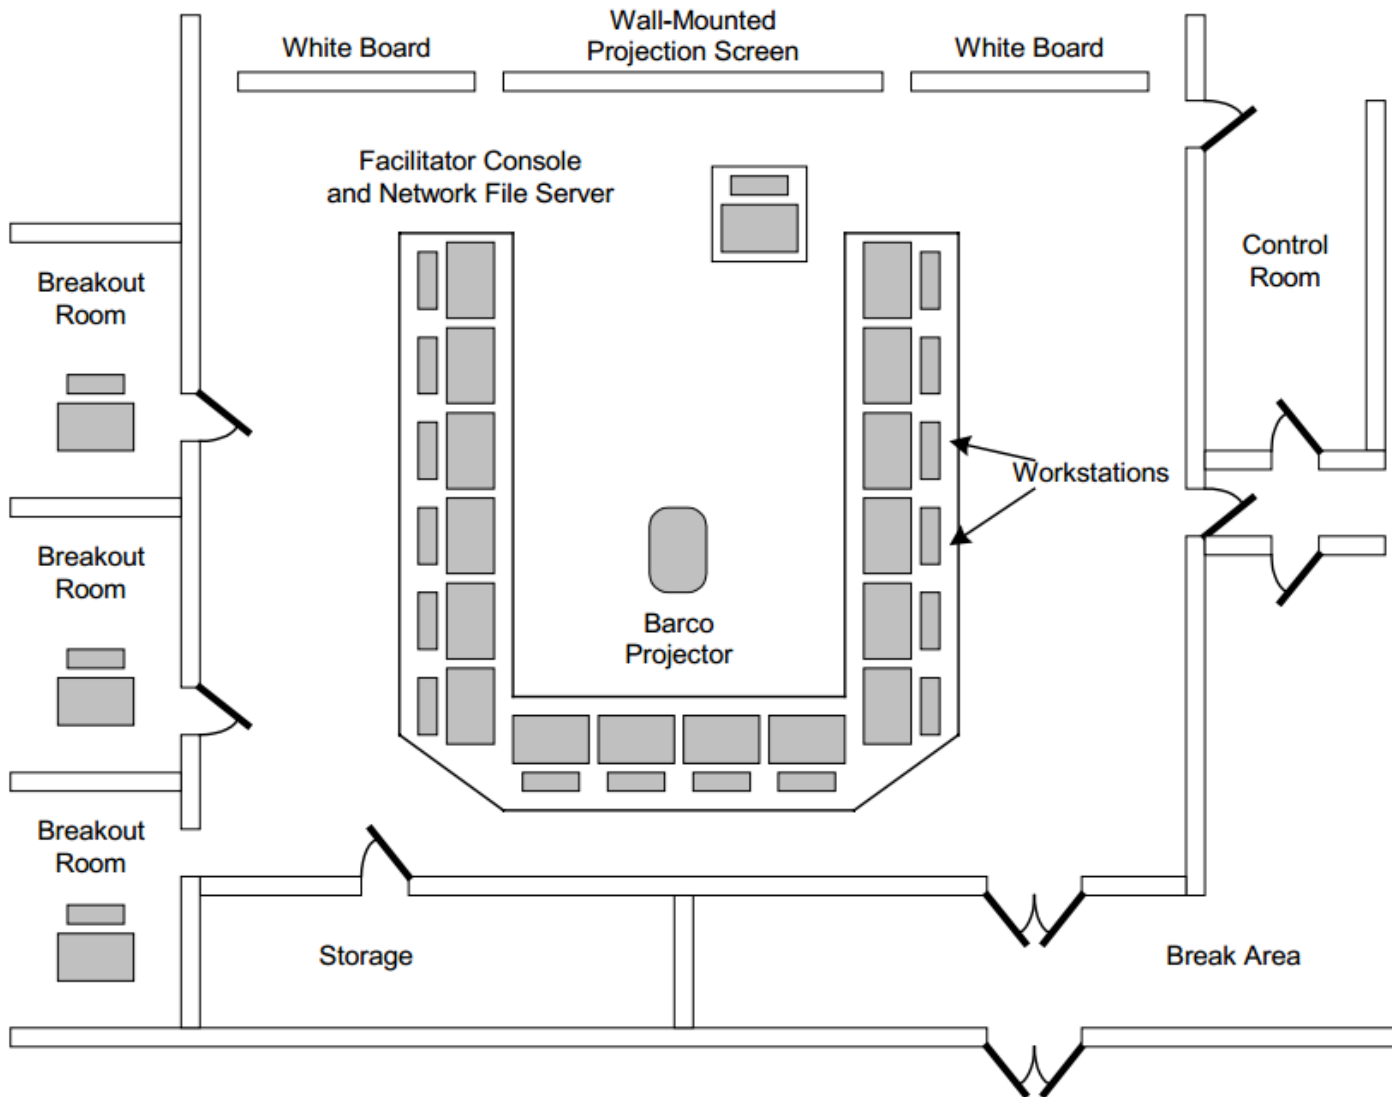 White Board
Wall-Mounted
Projection Screen
White Board
Facilitator Console
and Network File Server
Control
Room
Breakout
Room
Workstations
Breakout
Room
Barco
Projector
Breakout
Room
Storage
Break Area